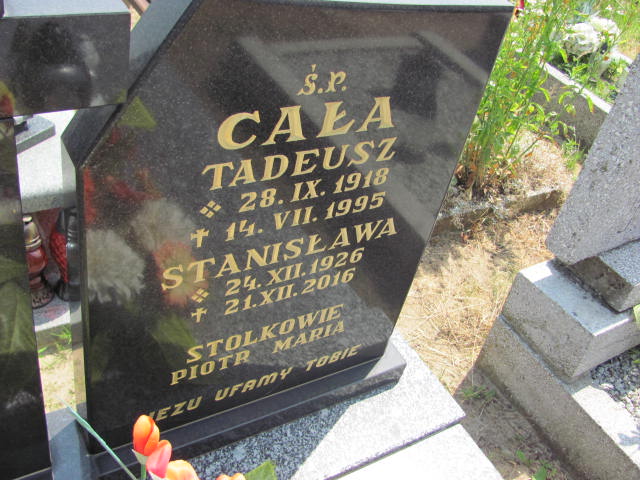 Ś.P.
CAŁA
TADEUSZ
28. IX. 1918
14. VII. 1995
STANISŁAWA
24.XII.1926
21.XII.2016
STOLKOWIE
PIOTR MARIA
JEZU UFAMY TOBIE